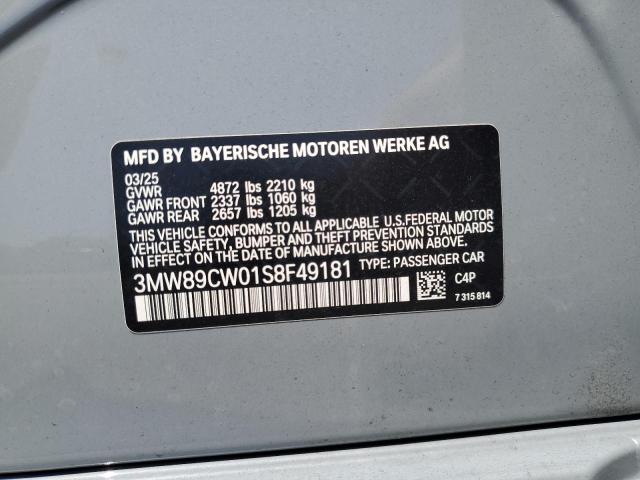 MFD BY BAYERISCHE MOTOREN WERKE AG
03/25
GVWR 4872 lbs 2210 kg
GAWR FRONT 2337 lbs 1060 kg
GAWR REAR 2657 lbs 1205 kg
THIS VEHICLE CONFORMS TO ALL APPLICABLE U.S.FEDERAL MOTOR
VEHICLE SAFETY, BUMPER AND THEFT PREVENTION STANDARDS
IN EFFECT ON THE DATE OF MANUFACTURE SHOWN ABOVE.
3MW89CW01S8F49181 TYPE: PASSENGER CAR
C4P
7 315 814